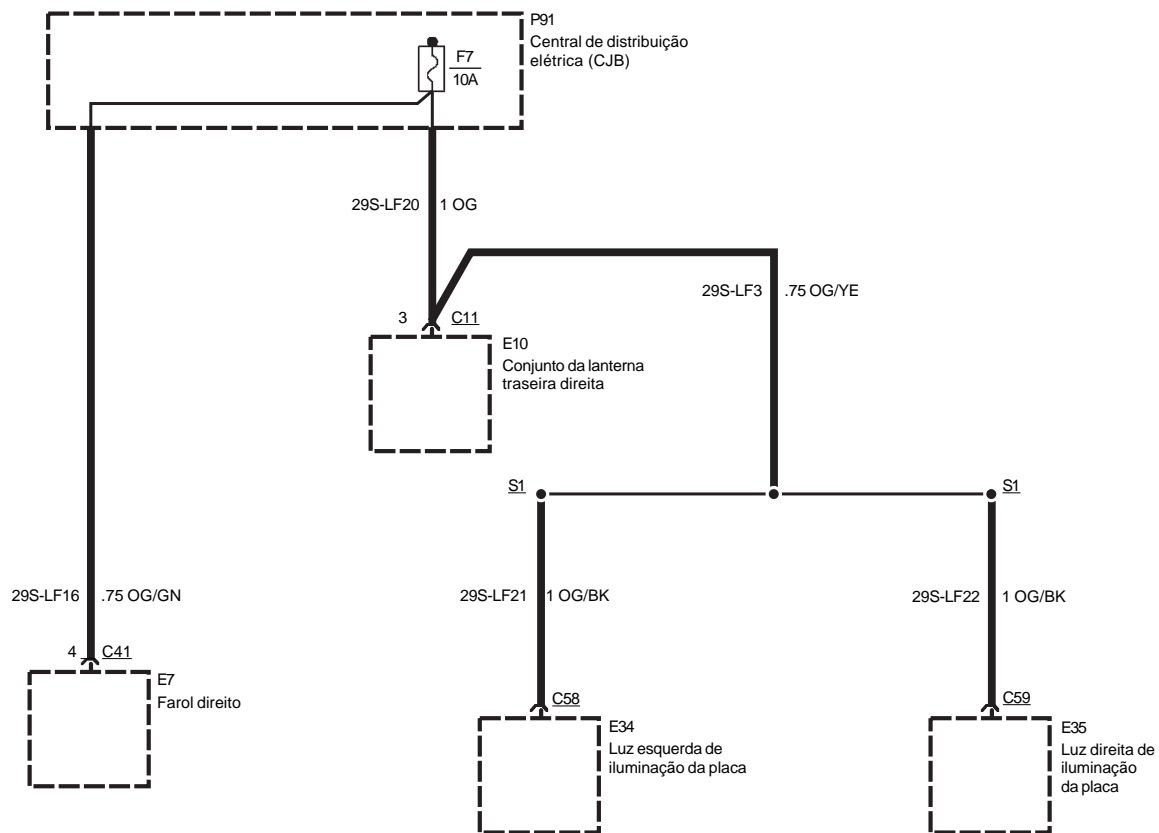 P91
Central de distribuição
elétrica (CJB)
F7
10A
29S-LF20
1 OG
29S-LF3
.75 OG/YE
3
C11
E10
Conjunto da lanterna
traseira direita
S1
S1
29S-LF16
.75 OG/GN
29S-LF21
1 OG/BK
29S-LF22
1 OG/BK
4
C41
E7
Farol direito
C58
E34
Luz esquerda de
iluminação da placa
C59
E35
Luz direita de
iluminação
da placa